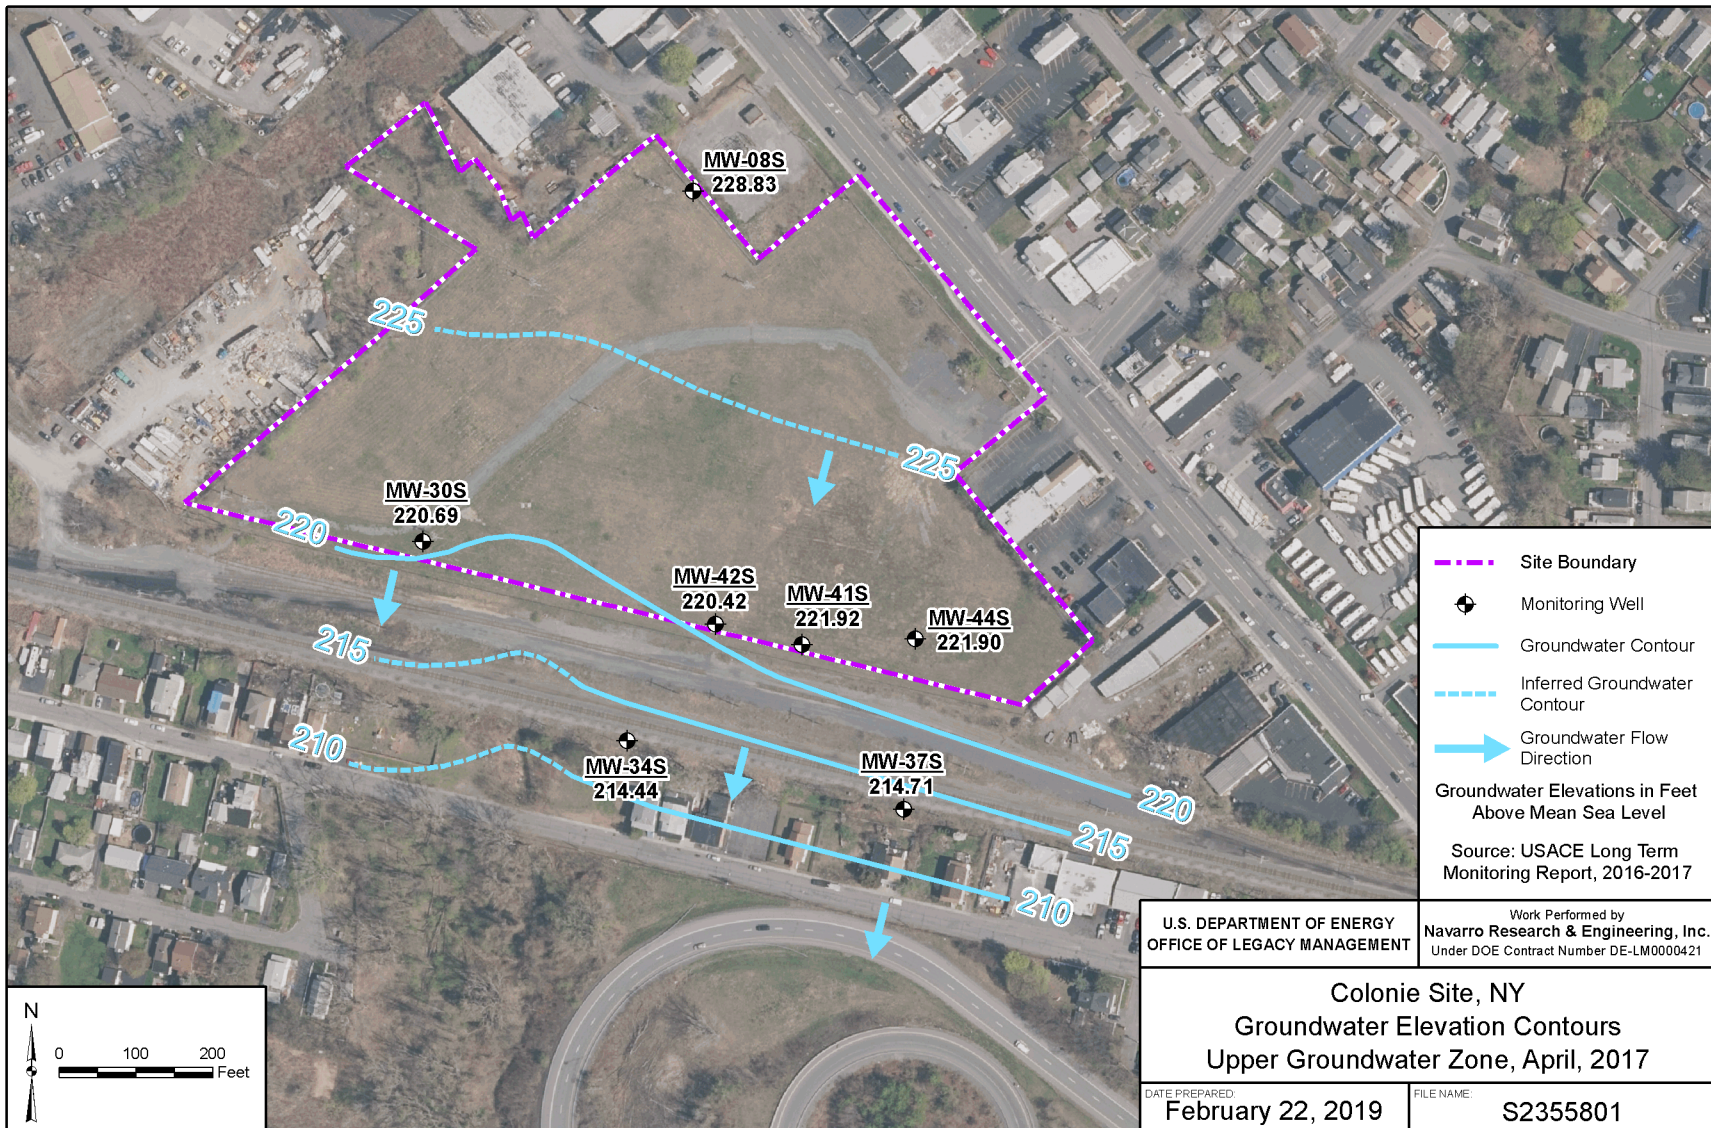 MW-08S
228.83
225
225
MW-30S
220.69
220
MW-42S
220.42
MW-41S
221.92
MW-44S
221.90
215
210
MW-34S
214.44
MW-37S
214.71
220
215
210
Site Boundary
Monitoring Well
Groundwater Contour
Inferred Groundwater
Contour
Groundwater Flow
Direction
Groundwater Elevations in Feet
Above Mean Sea Level
Source: USACE Long Term
Monitoring Report, 2016-2017
U.S. DEPARTMENT OF ENERGY
OFFICE OF LEGACY MANAGEMENT
Work Performed by
Navarro Research & Engineering, Inc.
Under DOE Contract Number DE-LM0000421
Colonie Site, NY
Groundwater Elevation Contours
Upper Groundwater Zone, April, 2017
DATE PREPARED:
February 22, 2019
FILE NAME:
S2355801
N
0 100 200
Feet